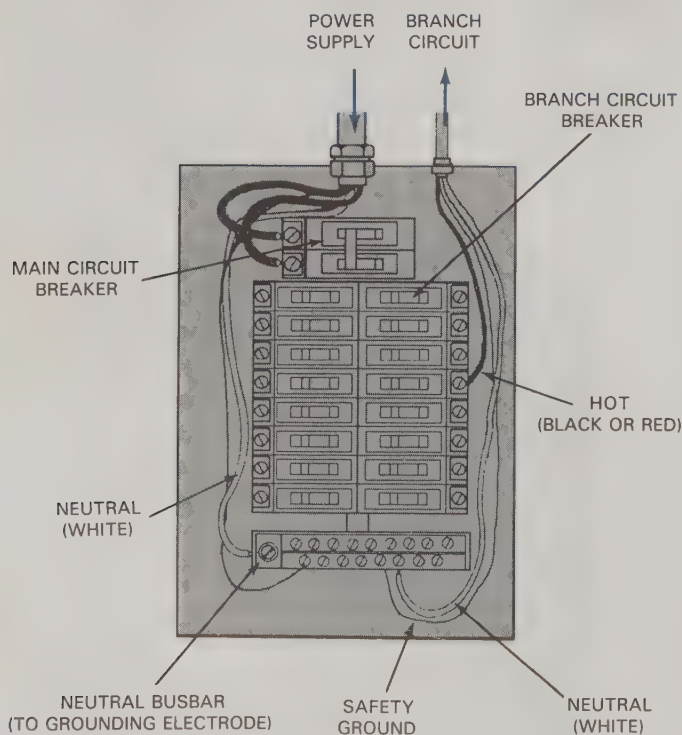 POWER
SUPPLY
BRANCH
CIRCUIT
BRANCH CIRCUIT
BREAKER
MAIN CIRCUIT
BREAKER
HOT
(BLACK OR RED)
NEUTRAL
(WHITE)
NEUTRAL BUSBAR
(TO GROUNDING ELECTRODE)
SAFETY
GROUND
NEUTRAL
(WHITE)